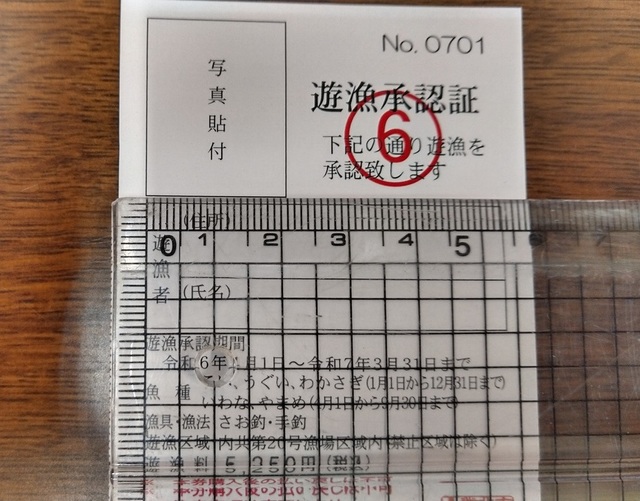 No. 0701
写真貼付
遊漁承認証
6
下記の通り遊漁を
承認致します
(住所)
0 1 2 3 4 5 6 7
遊漁者 (氏名)
遊漁承認期間
令和6年 月1日～令和7年3月31日まで
魚種 、うぐい、わかさぎ(1月1日から12月31日まで)
いわな、やまめ(4月1日から9月30日まで)
漁具・漁法 さお釣・手釣
遊漁区域 内共第26号漁場区域内(禁止区域は除く)
遊漁料 5,250円(税込)